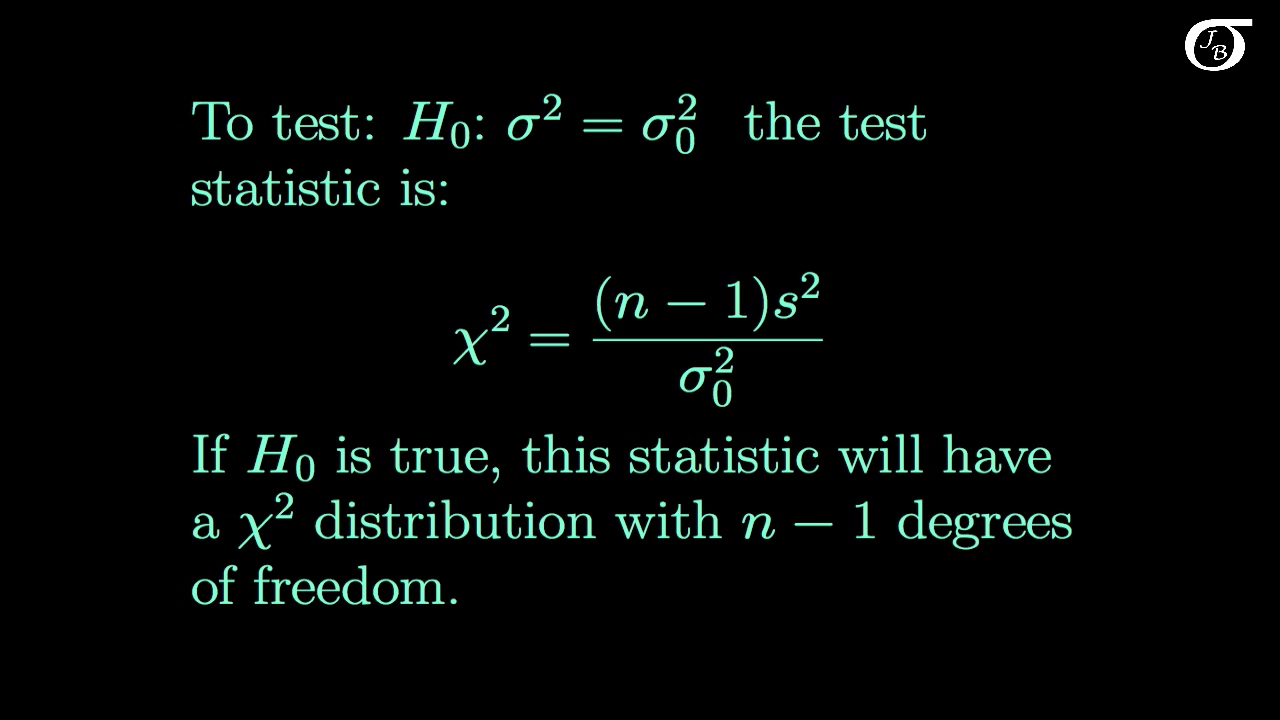 J B
To test: H₀: σ² = σ₀² the test
statistic is:
χ² = (n − 1)s² / σ₀²
If H₀ is true, this statistic will have
a χ² distribution with n − 1 degrees
of freedom.